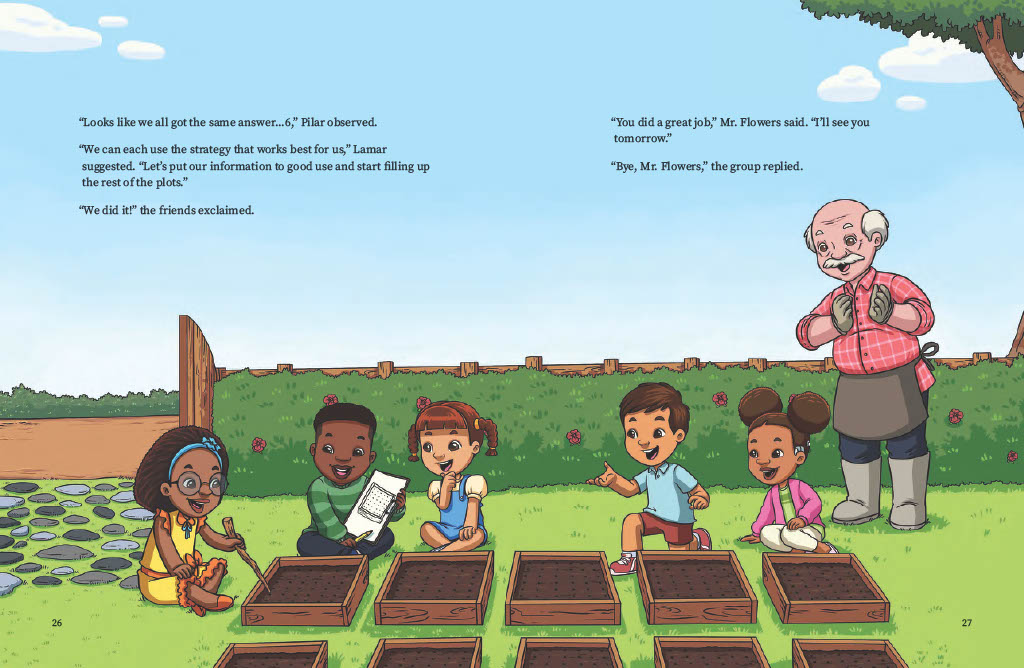 “Looks like we all got the same answer...6,” Pilar observed.
“We can each use the strategy that works best for us,” Lamar
suggested. “Let’s put our information to good use and start filling up
the rest of the plots.”
“We did it!” the friends exclaimed.
“You did a great job,” Mr. Flowers said. “I’ll see you
tomorrow.”
“Bye, Mr. Flowers,” the group replied.
26
27